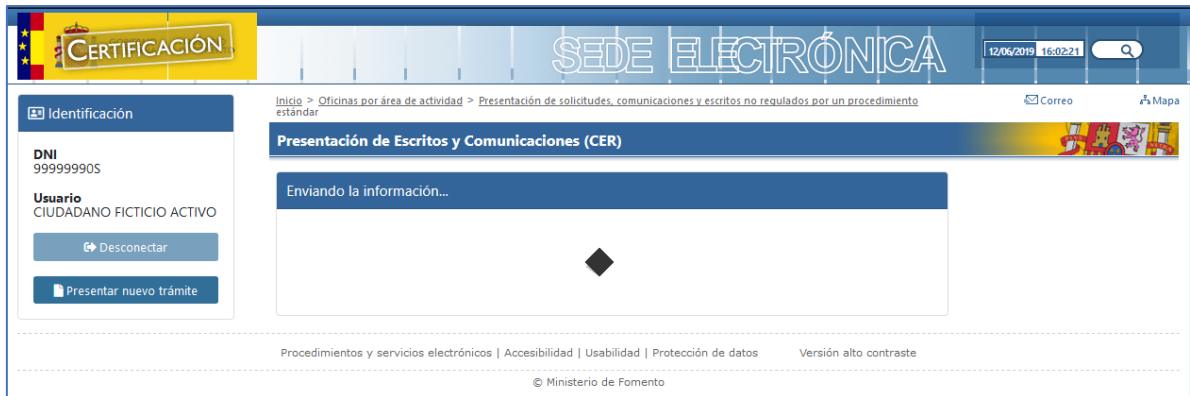 CERTIFICACIÓN
SEDE ELECTRÓNICA
12/06/2019 16:02:21
Identificación
DNI
99999990S
Usuario
CIUDADANO FICTICIO ACTIVO
Desconectar
Presentar nuevo trámite
Inicio > Oficinas por área de actividad > Presentación de solicitudes, comunicaciones y escritos no regulados por un procedimiento
estándar
Correo
Mapa
Presentación de Escritos y Comunicaciones (CER)
Enviando la información...
Procedimientos y servicios electrónicos | Accesibilidad | Usabilidad | Protección de datos Versión alto contraste
© Ministerio de Fomento